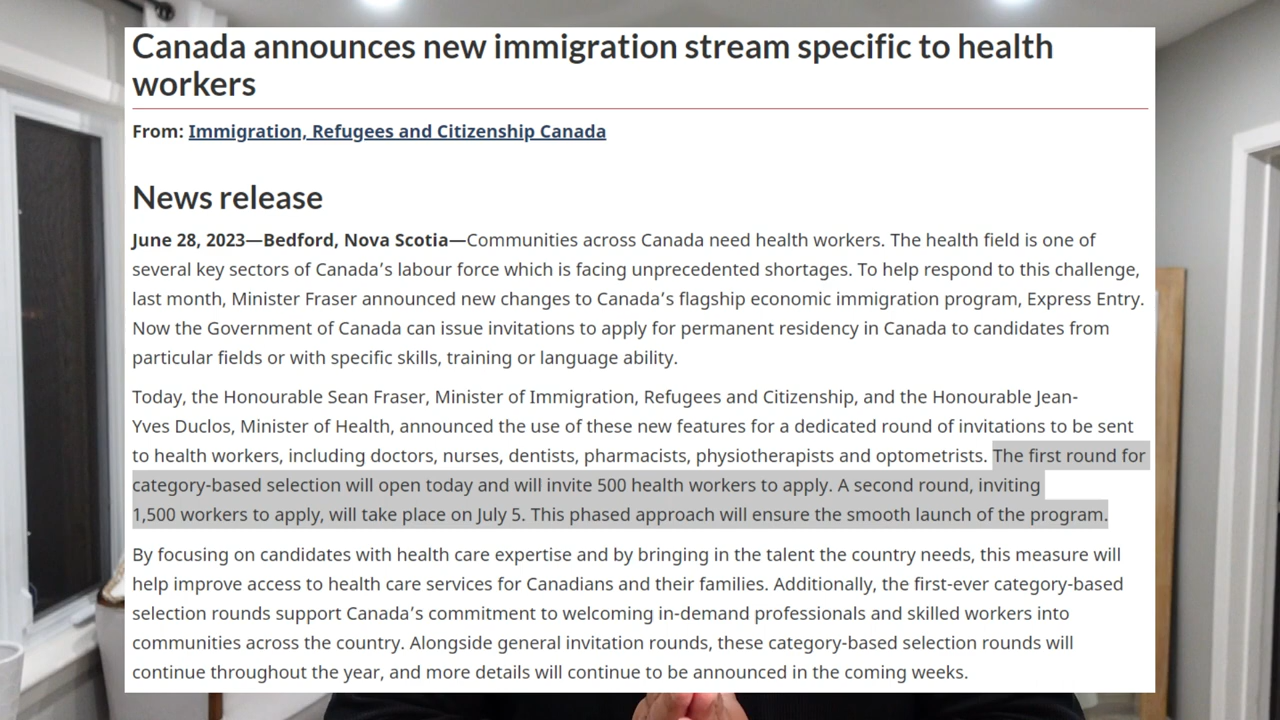 Canada announces new immigration stream specific to health
workers
From: Immigration, Refugees and Citizenship Canada
News release
June 28, 2023—Bedford, Nova Scotia—Communities across Canada need health workers. The health field is one of
several key sectors of Canada’s labour force which is facing unprecedented shortages. To help respond to this challenge,
last month, Minister Fraser announced new changes to Canada’s flagship economic immigration program, Express Entry.
Now the Government of Canada can issue invitations to apply for permanent residency in Canada to candidates from
particular fields or with specific skills, training or language ability.
Today, the Honourable Sean Fraser, Minister of Immigration, Refugees and Citizenship, and the Honourable Jean-
Yves Duclos, Minister of Health, announced the use of these new features for a dedicated round of invitations to be sent
to health workers, including doctors, nurses, dentists, pharmacists, physiotherapists and optometrists. The first round for
category-based selection will open today and will invite 500 health workers to apply. A second round, inviting
1,500 workers to apply, will take place on July 5. This phased approach will ensure the smooth launch of the program.
By focusing on candidates with health care expertise and by bringing in the talent the country needs, this measure will
help improve access to health care services for Canadians and their families. Additionally, the first-ever category-based
selection rounds support Canada’s commitment to welcoming in-demand professionals and skilled workers into
communities across the country. Alongside general invitation rounds, these category-based selection rounds will
continue throughout the year, and more details will continue to be announced in the coming weeks.